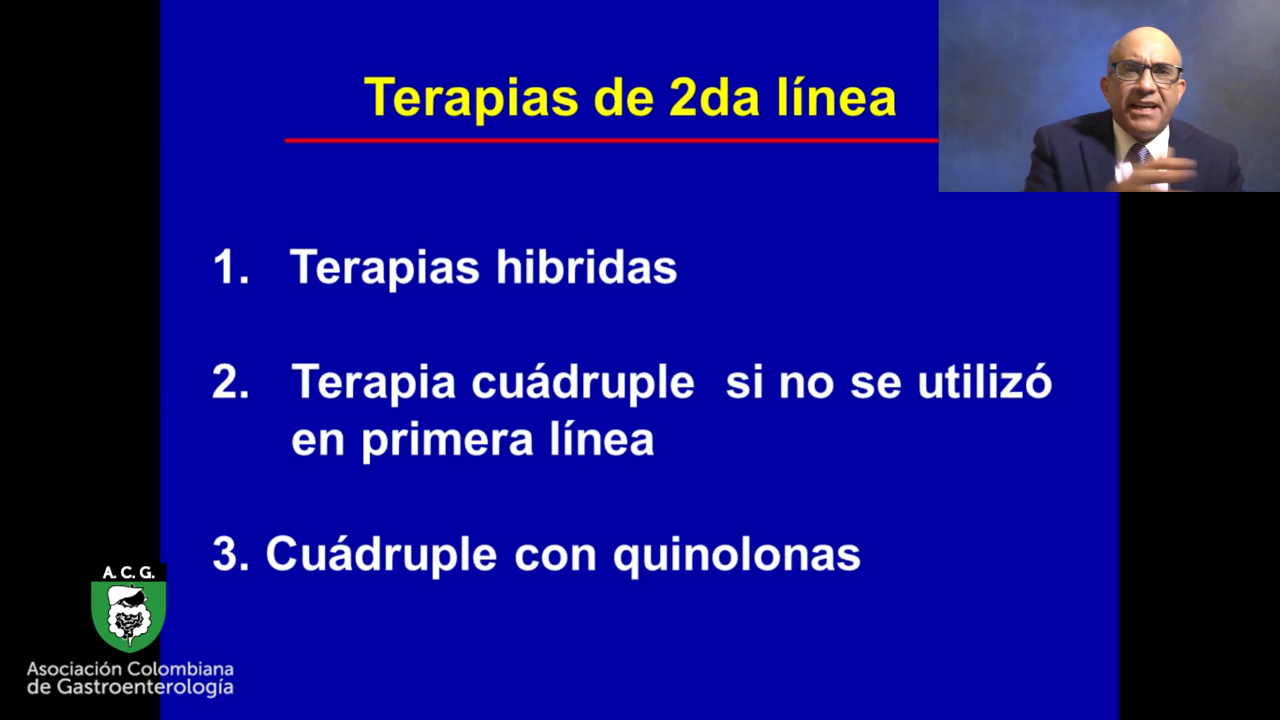 Terapias de 2da línea
1. Terapias hibridas
2. Terapia cuádruple si no se utilizó
en primera línea
3. Cuádruple con quinolonas
A. C. G.
Asociación Colombiana
de Gastroenterología